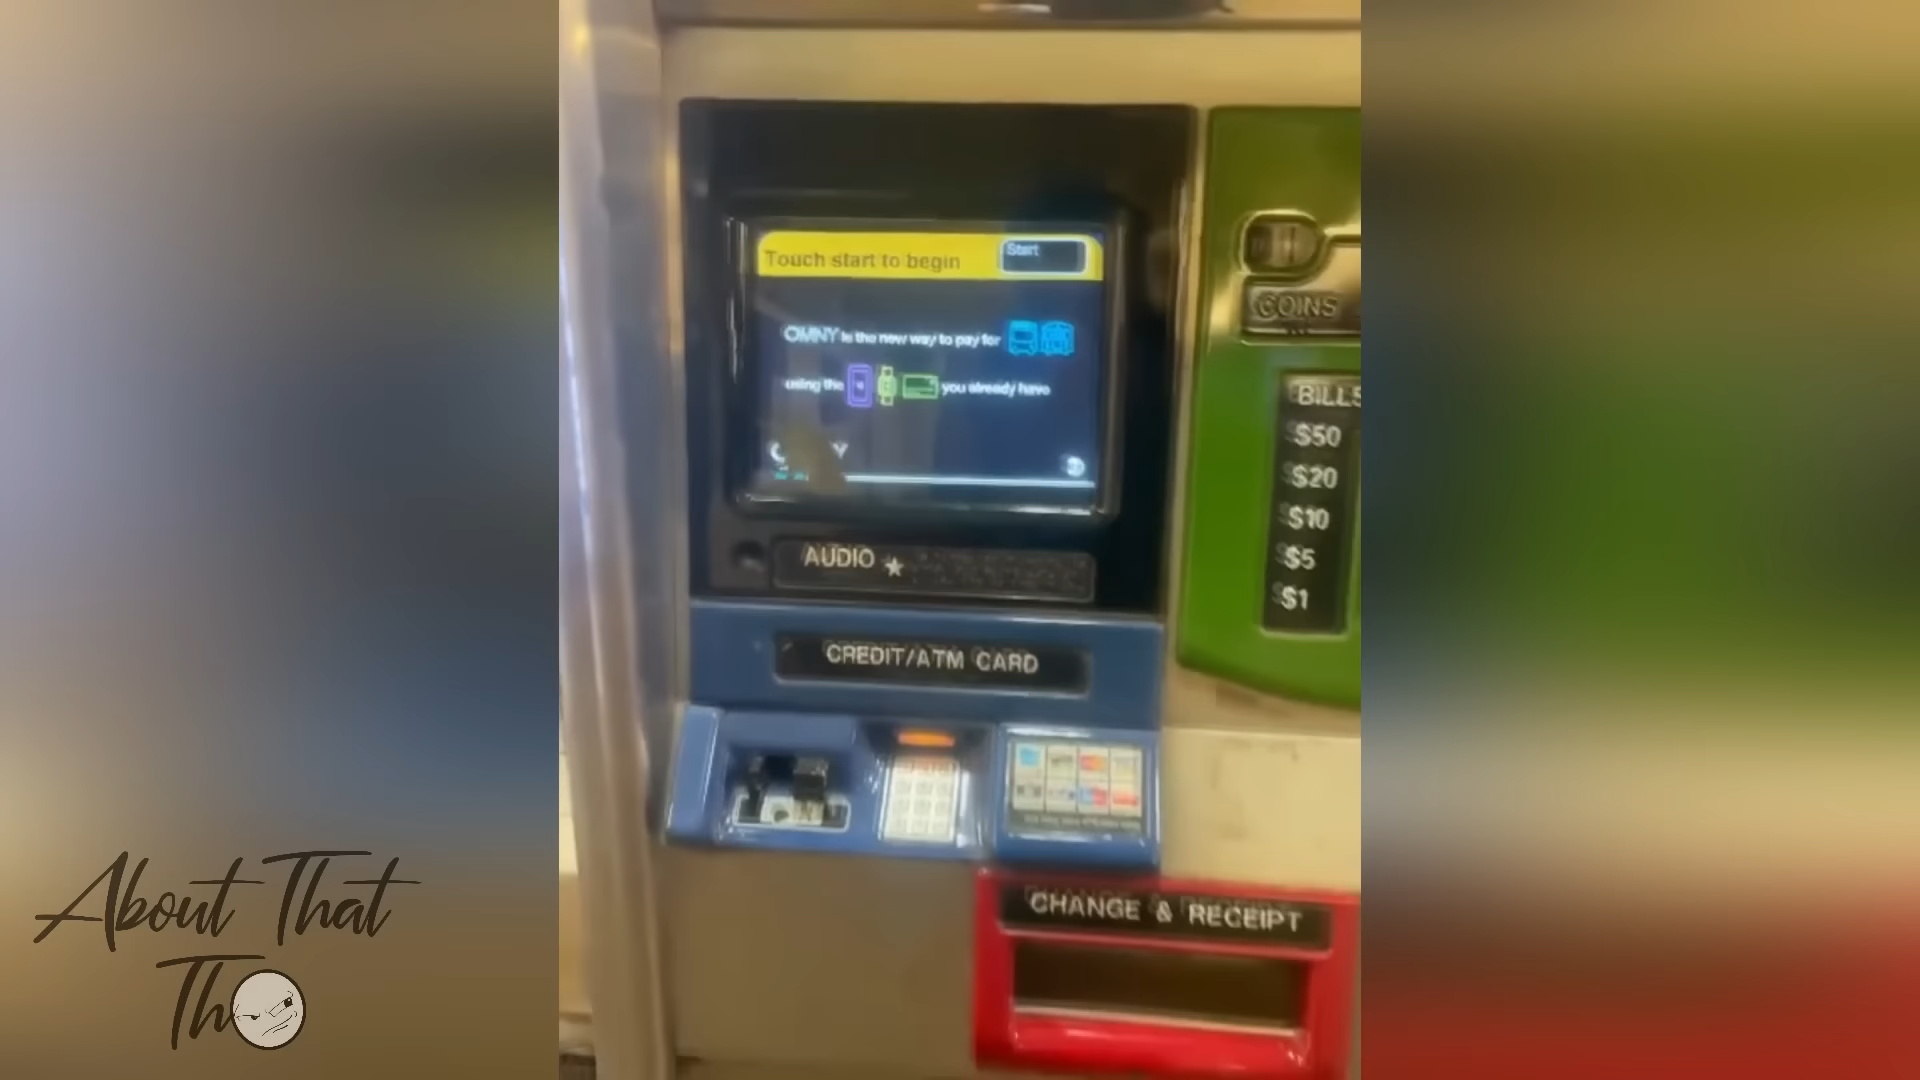 Touch start to begin
Start
OMNY is the new way to pay for
using the you already have
COINS
BILLS
$50
$20
$10
$5
$1
AUDIO
CREDIT/ATM CARD
CHANGE & RECEIPT
About That
Tho